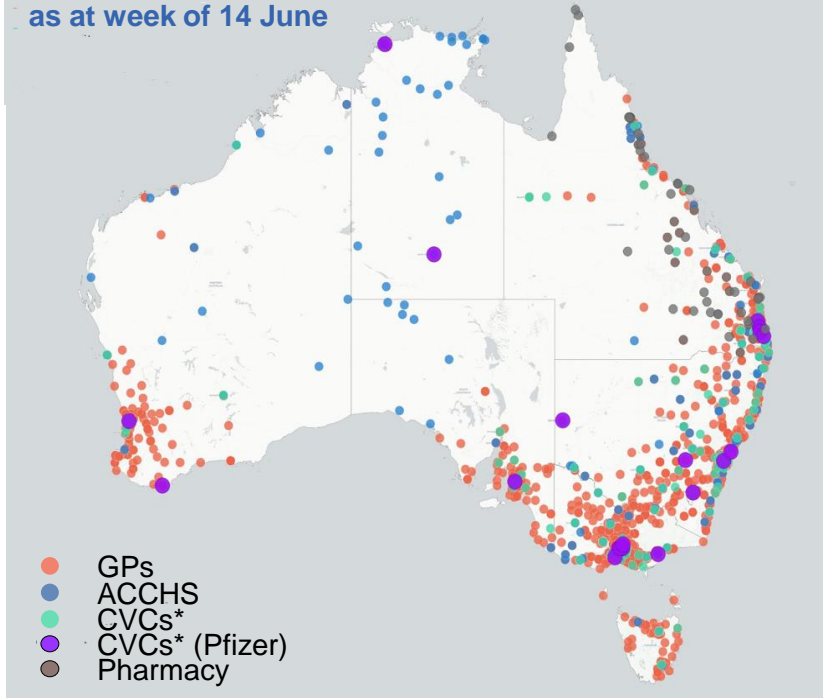 as at week of 14 June
GPs
ACCHS
CVCs*
CVCs* (Pfizer)
Pharmacy